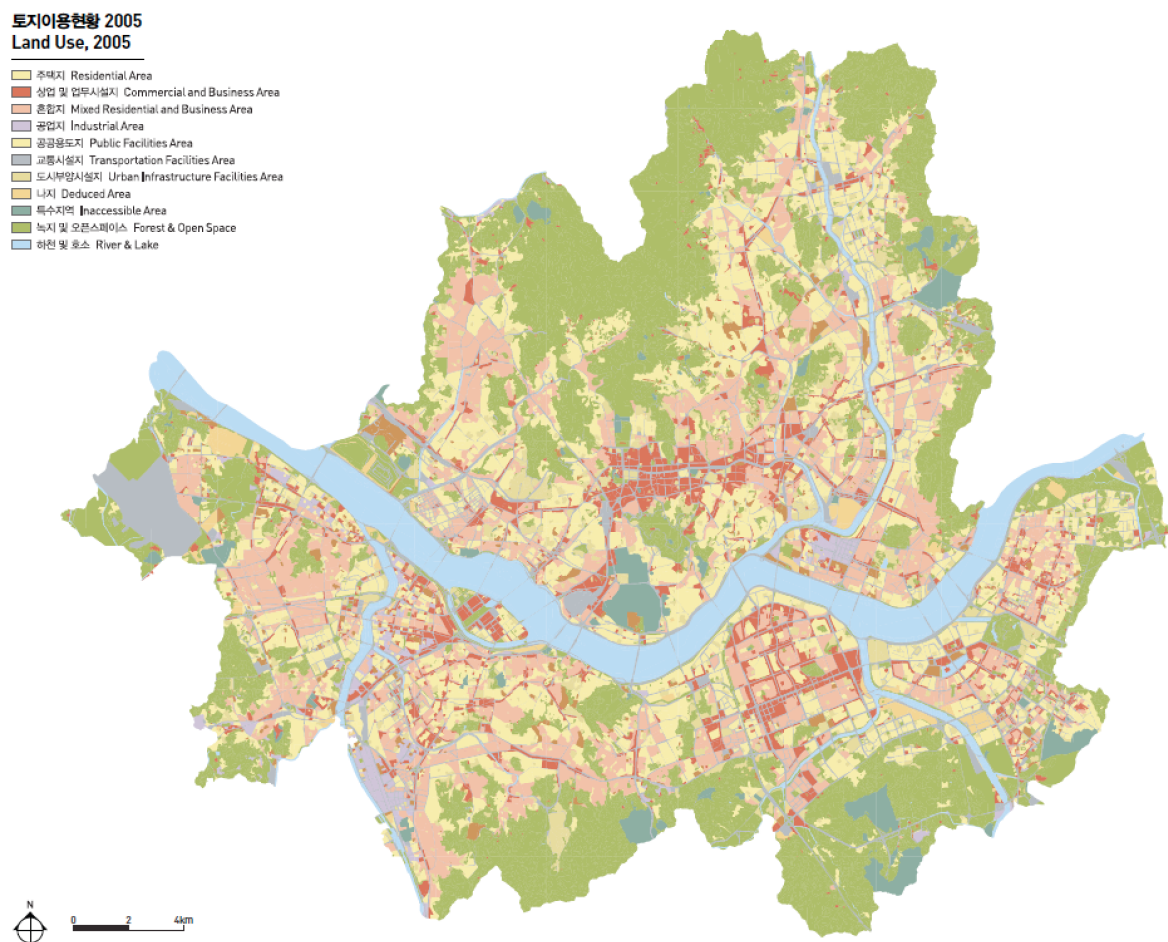 토지이용현황 2005
Land Use, 2005
주택지 Residential Area
상업 및 업무시설지 Commercial and Business Area
혼합지 Mixed Residential and Business Area
공업지 Industrial Area
공공용도지 Public Facilities Area
교통시설지 Transportation Facilities Area
도시부양시설지 Urban Infrastructure Facilities Area
나지 Deduced Area
특수지역 Inaccessible Area
녹지 및 오픈스페이스 Forest & Open Space
하천 및 호소 River & Lake
N
0 2 4km